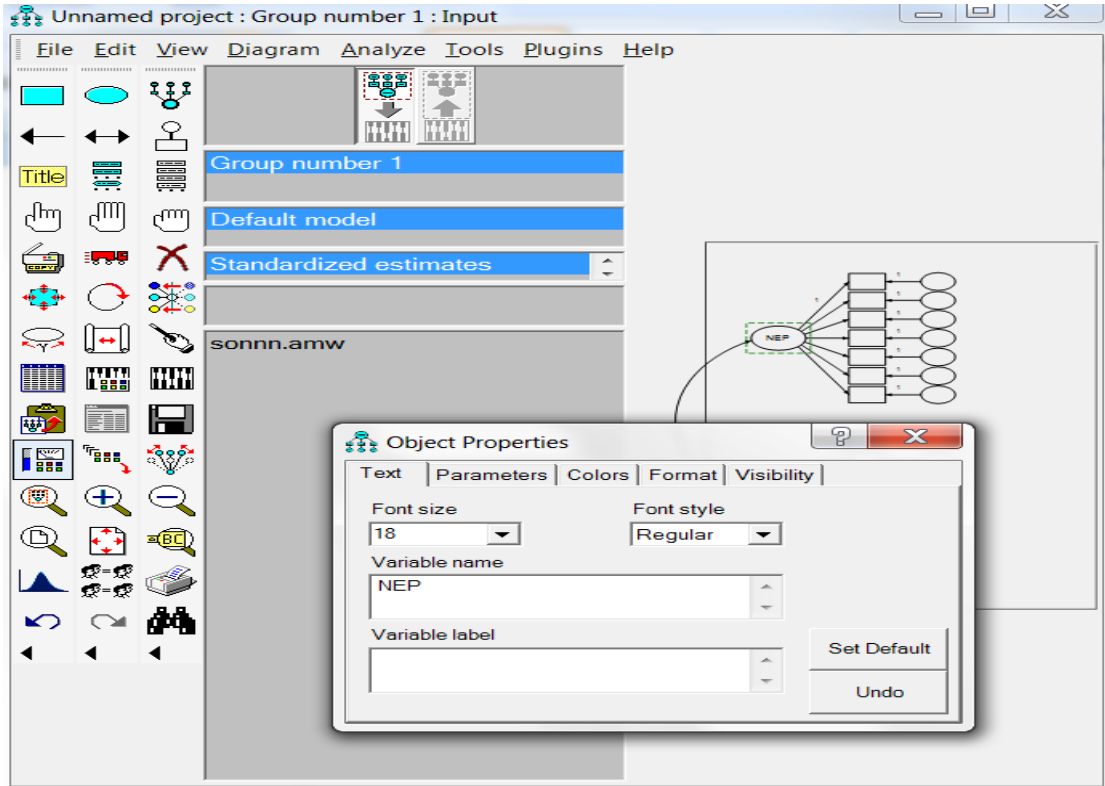 Unnamed project : Group number 1 : Input
File Edit View Diagram Analyze Tools Plugins Help
Title
Group number 1
Default model
Standardized estimates
COPY
sonnn.amw
NEP
Object Properties
Text Parameters Colors Format Visibility
Font size Font style
18 Regular
Variable name
NEP
Variable label
Set Default
Undo